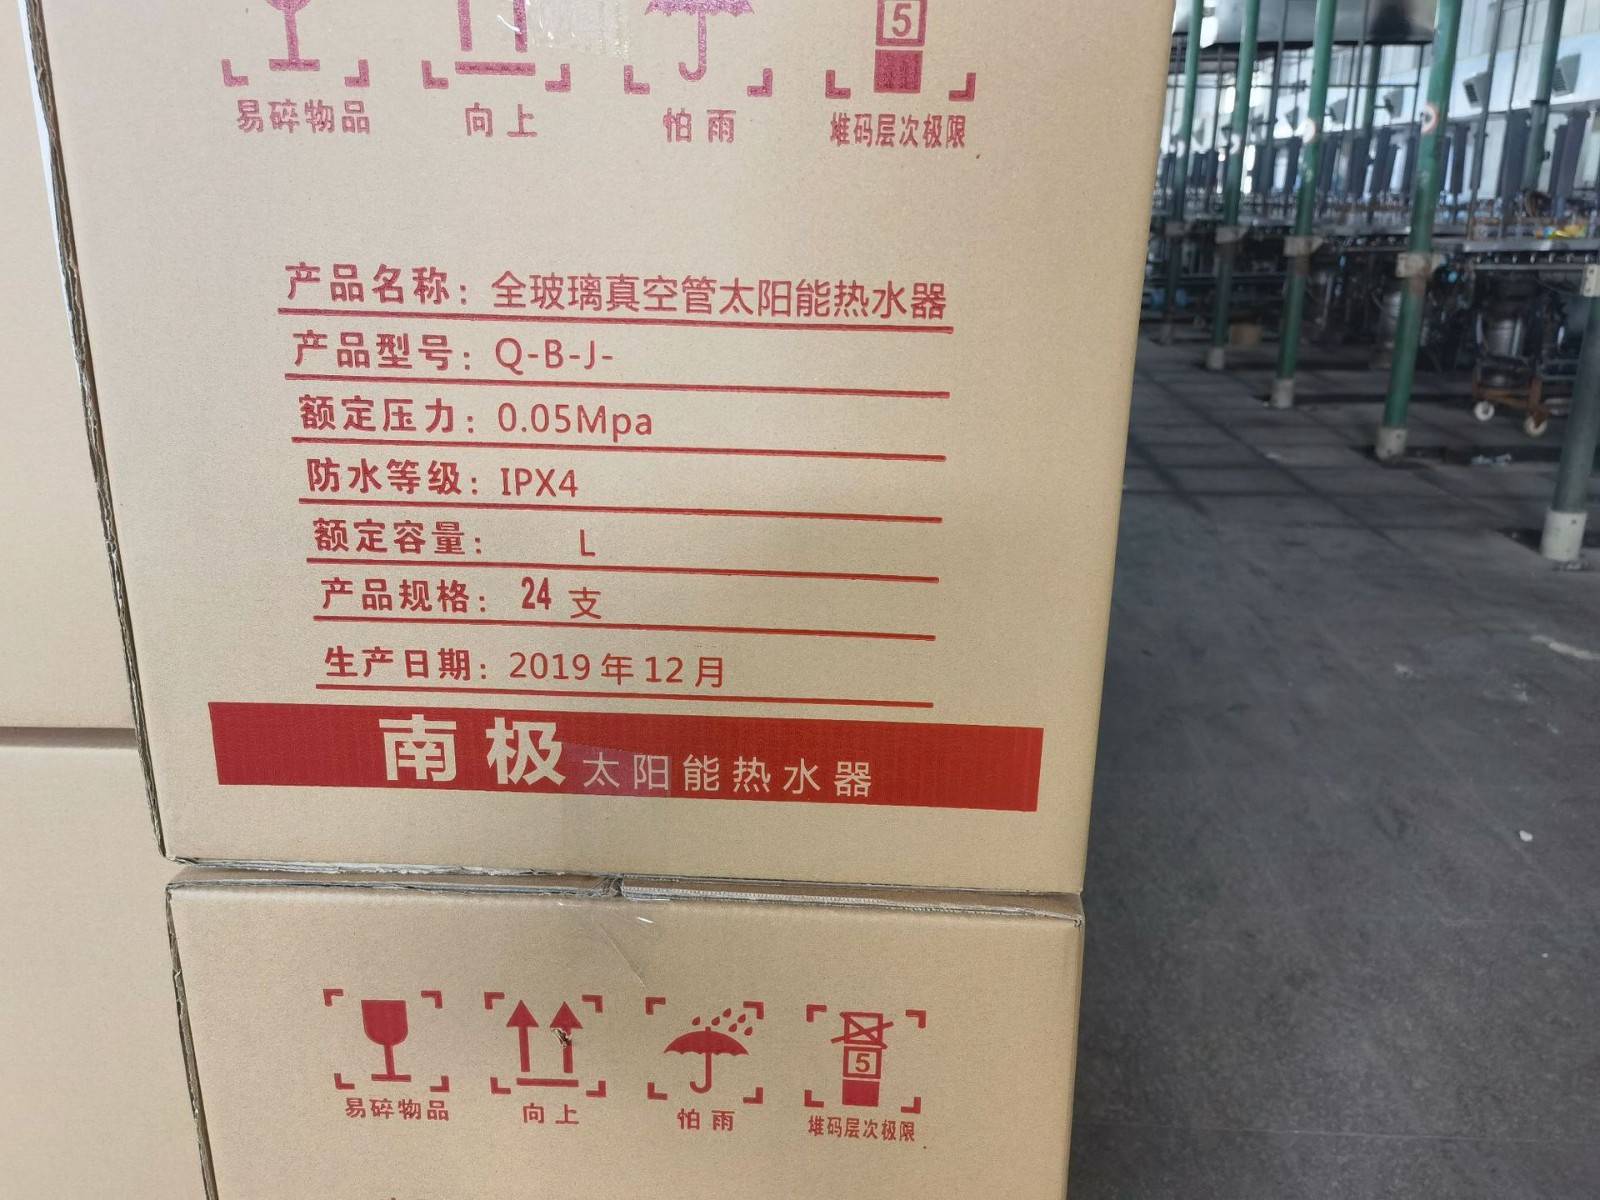 5
易碎物品 向上 怕雨 堆码层次极限
产品名称：全玻璃真空管太阳能热水器
产品型号：Q-B-J-
额定压力：0.05Mpa
防水等级：IPX4
额定容量： L
产品规格： 24 支
生产日期：2019年12月
南极太阳能热水器
5
易碎物品 向上 怕雨 堆码层次极限